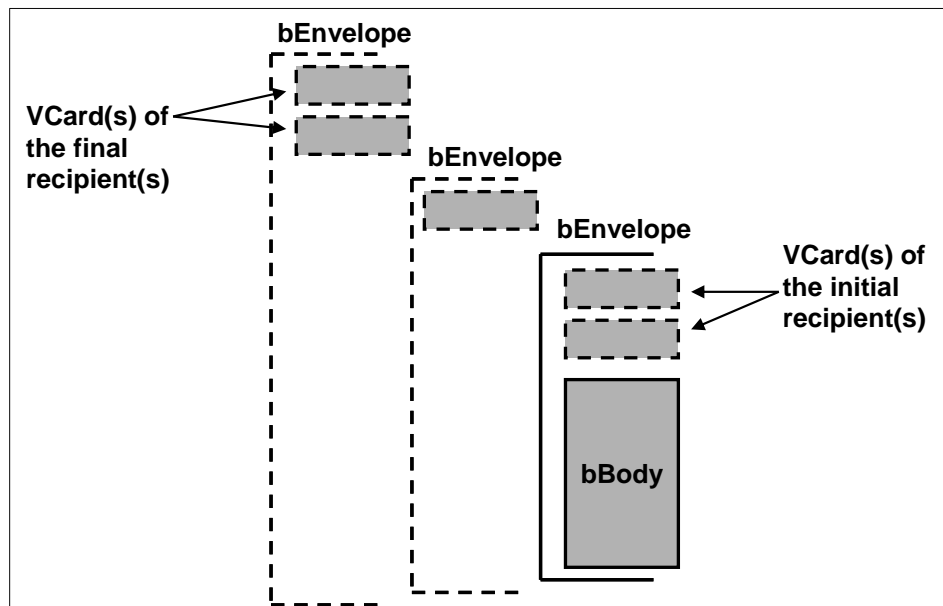 bEnvelope
VCard(s) of
the final
recipient(s)
bEnvelope
bEnvelope
VCard(s) of
the initial
recipient(s)
bBody